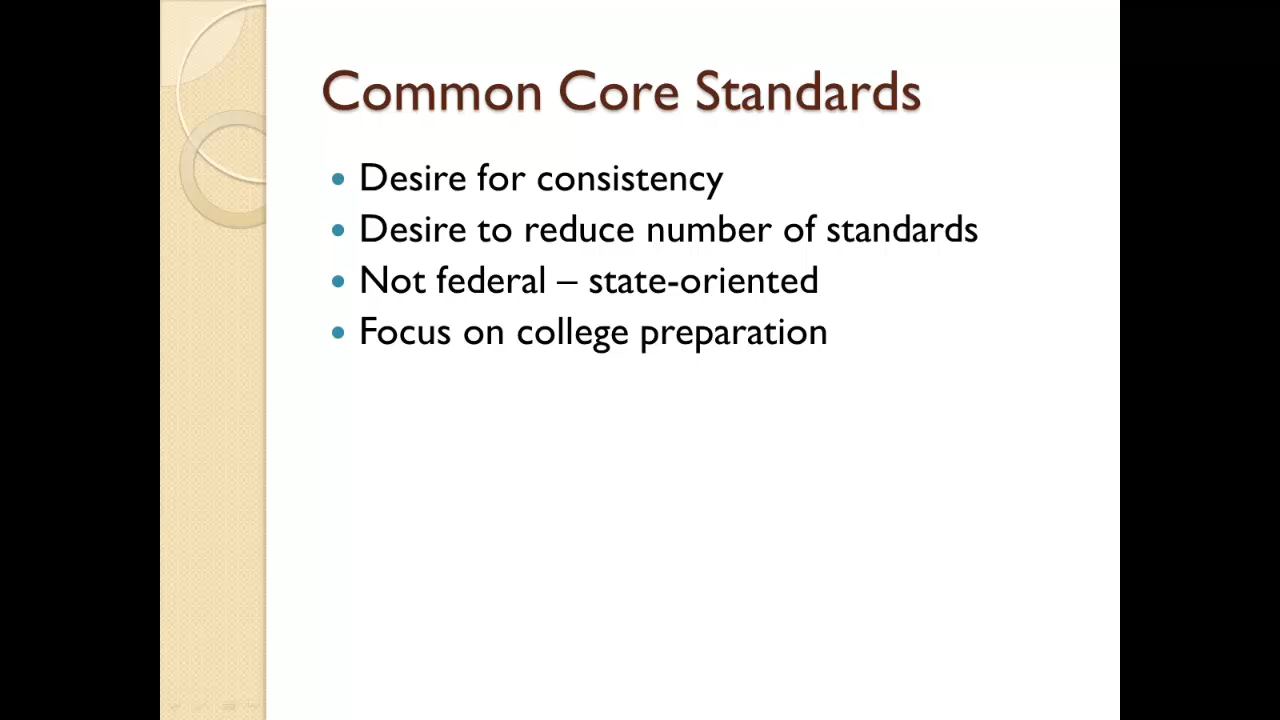 Common Core Standards
• Desire for consistency
• Desire to reduce number of standards
• Not federal – state-oriented
• Focus on college preparation